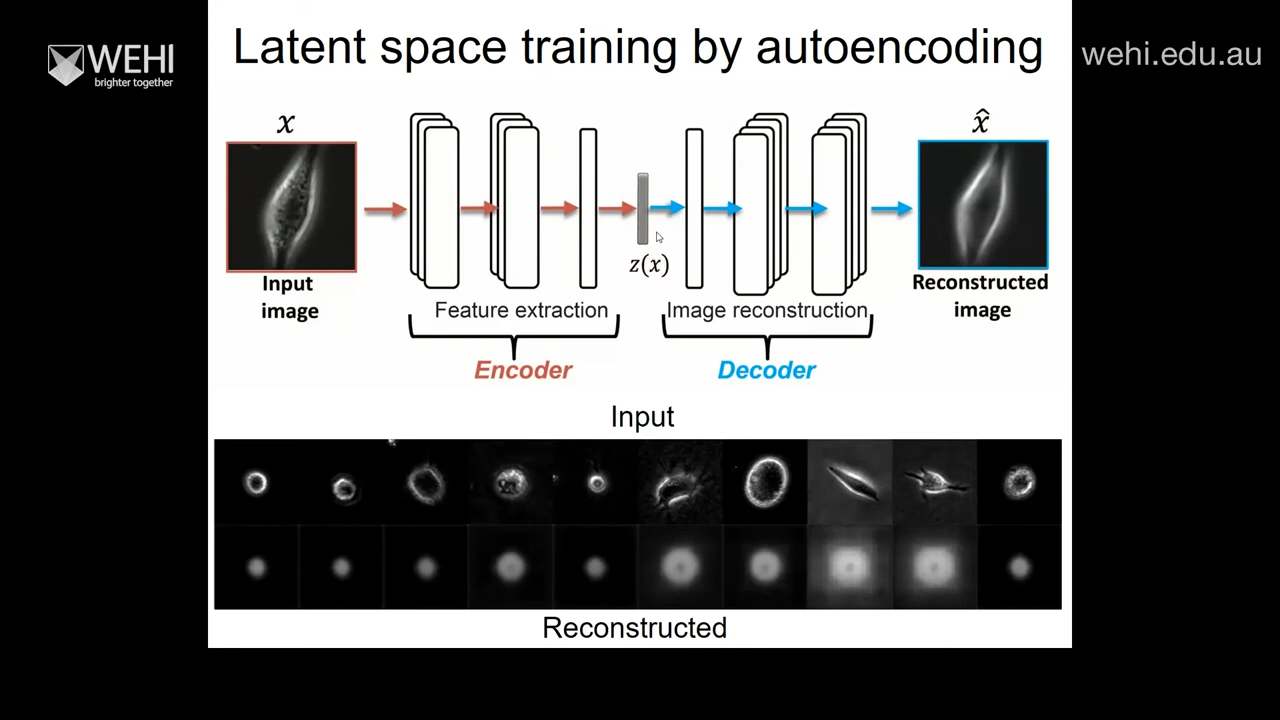 WEHI
brighter together
wehi.edu.au
Latent space training by autoencoding
x
x̂
z(x)
Input
image
Reconstructed
image
Feature extraction
Image reconstruction
Encoder
Decoder
Input
Reconstructed